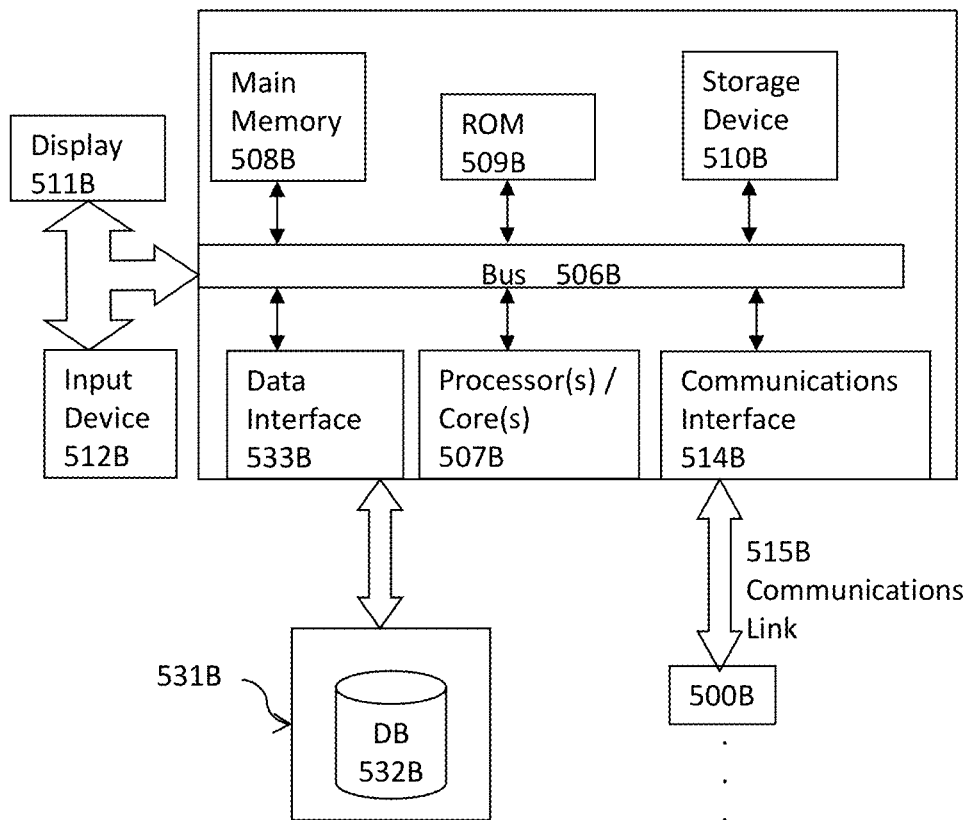 Main
Memory
508B
ROM
509B
Storage
Device
510B
Display
511B
Bus 506B
Input
Device
512B
Data
Interface
533B
Processor(s) /
Core(s)
507B
Communications
Interface
514B
515B
Communications
Link
531B
DB
532B
500B